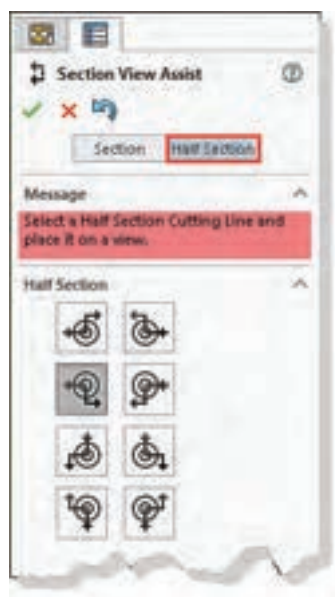 Section View Assist
Section Half Section
Message
Select a Half Section Cutting Line and
place it on a view.
Half Section